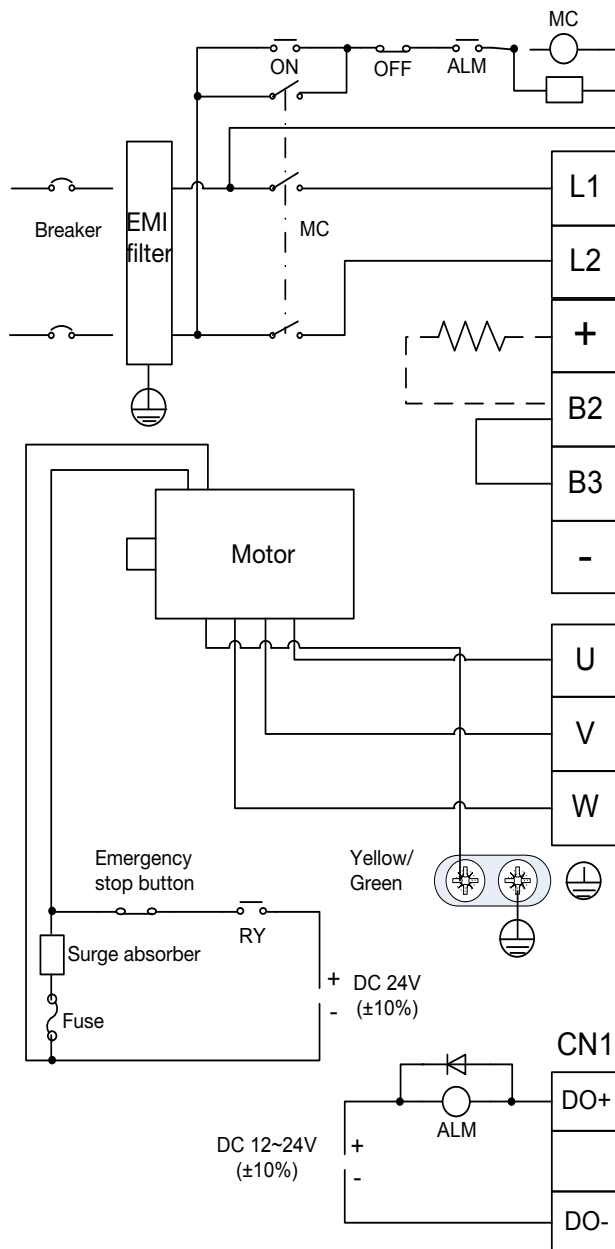 MC
ON
OFF
ALM
Breaker
EMI
filter
MC
L1
L2
+
B2
B3
-
Motor
U
V
W
Emergency
stop button
Yellow/
Green
RY
Surge absorber
Fuse
+
-
DC 24V
(±10%)
CN1
DO+
ALM
DC 12~24V
(±10%)
+
-
DO-